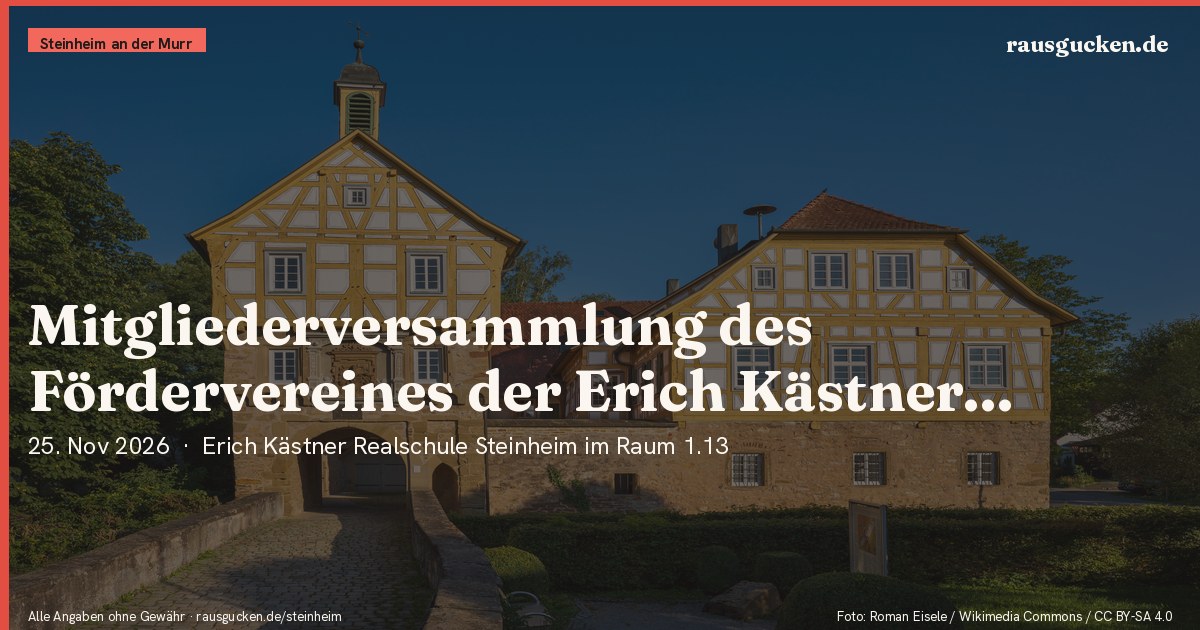 Steinheim an der Murr
rausgucken.de
Mitgliederversammlung des
Fördervereines der Erich Kästner...
25. Nov 2026 · Erich Kästner Realschule Steinheim im Raum 1.13
Alle Angaben ohne Gewähr · rausgucken.de/steinheim
Foto: Roman Eisele / Wikimedia Commons / CC BY-SA 4.0